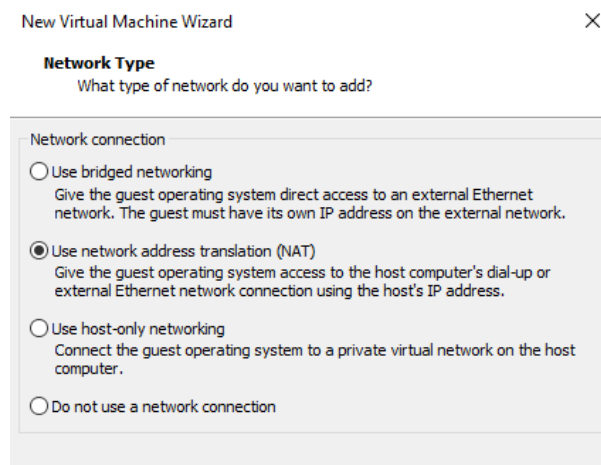 New Virtual Machine Wizard
Network Type
What type of network do you want to add?
Network connection
Use bridged networking
Give the guest operating system direct access to an external Ethernet
network. The guest must have its own IP address on the external network.
Use network address translation (NAT)
Give the guest operating system access to the host computer's dial-up or
external Ethernet network connection using the host's IP address.
Use host-only networking
Connect the guest operating system to a private virtual network on the host
computer.
Do not use a network connection